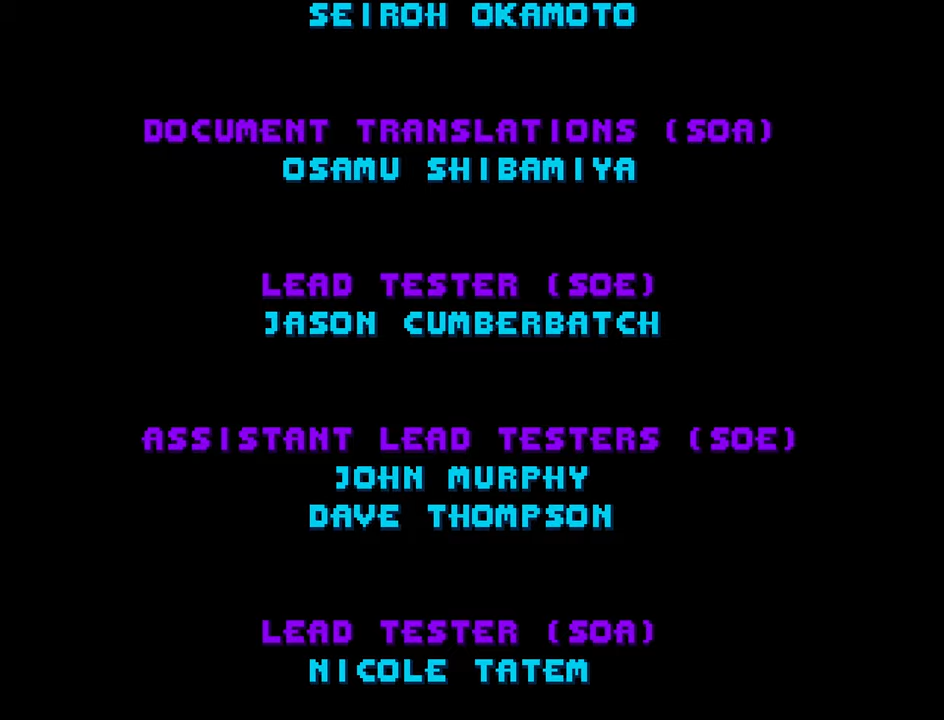 SEIROH OKAMOTO
DOCUMENT TRANSLATIONS (SOA)
OSAMU SHIBAMIYA
LEAD TESTER (SOE)
JASON CUMBERBATCH
ASSISTANT LEAD TESTERS (SOE)
JOHN MURPHY
DAVE THOMPSON
LEAD TESTER (SOA)
NICOLE TATEM